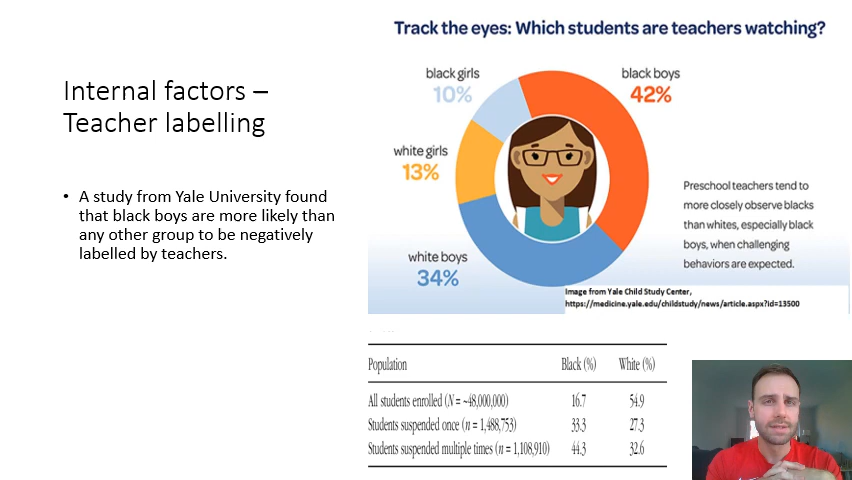 Internal factors –
Teacher labelling
• A study from Yale University found
that black boys are more likely than
any other group to be negatively
labelled by teachers.
Track the eyes: Which students are teachers watching?
black girls
10%
black boys
42%
white girls
13%
white boys
34%
Preschool teachers tend to
more closely observe blacks
than whites, especially black
boys, when challenging
behaviors are expected.
Image from Yale Child Study Center,
https://medicine.yale.edu/childstudy/news/article.aspx?id=13500
Population Black (%) White (%)
All students enrolled (N = ~48,000,000) 16.7 54.9
Students suspended once (n = 1,488,753) 33.3 27.3
Students suspended multiple times (n = 1,108,910) 44.3 32.6